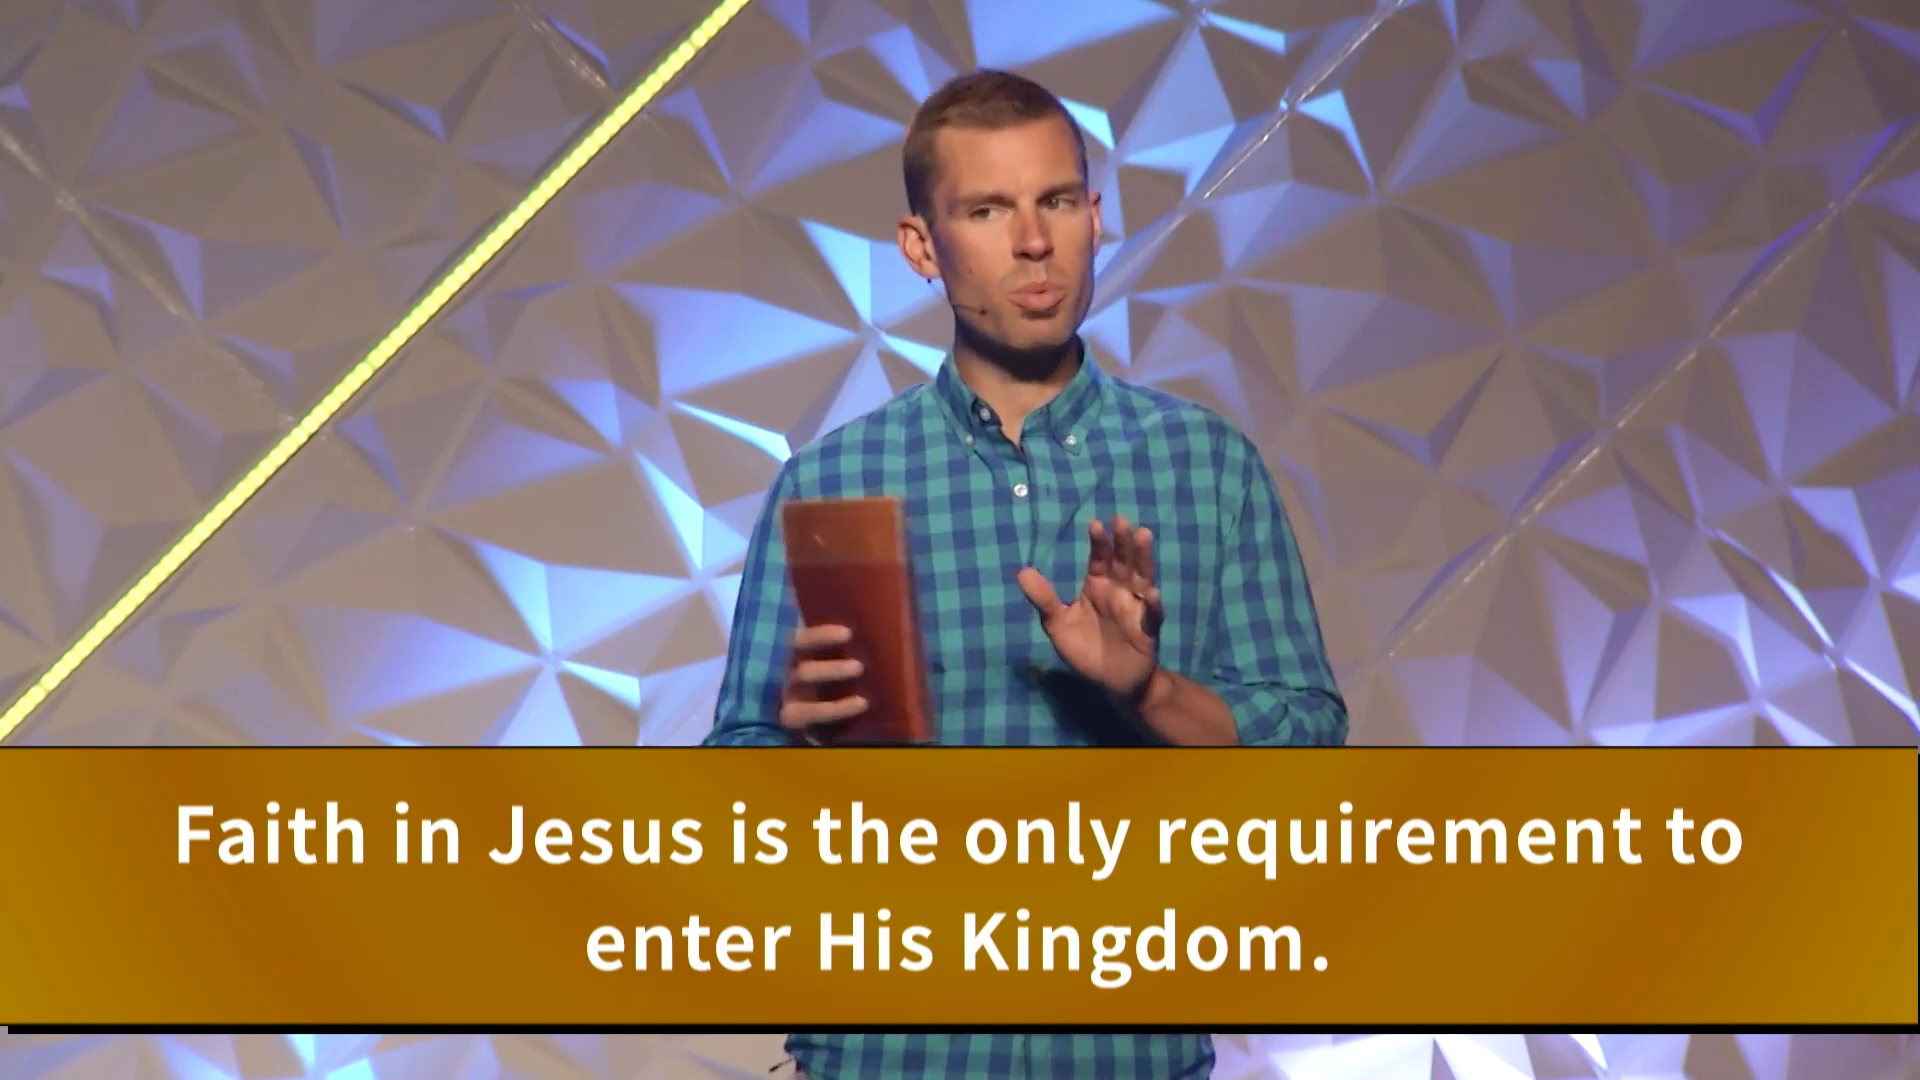 Faith in Jesus is the only requirement to
enter His Kingdom.